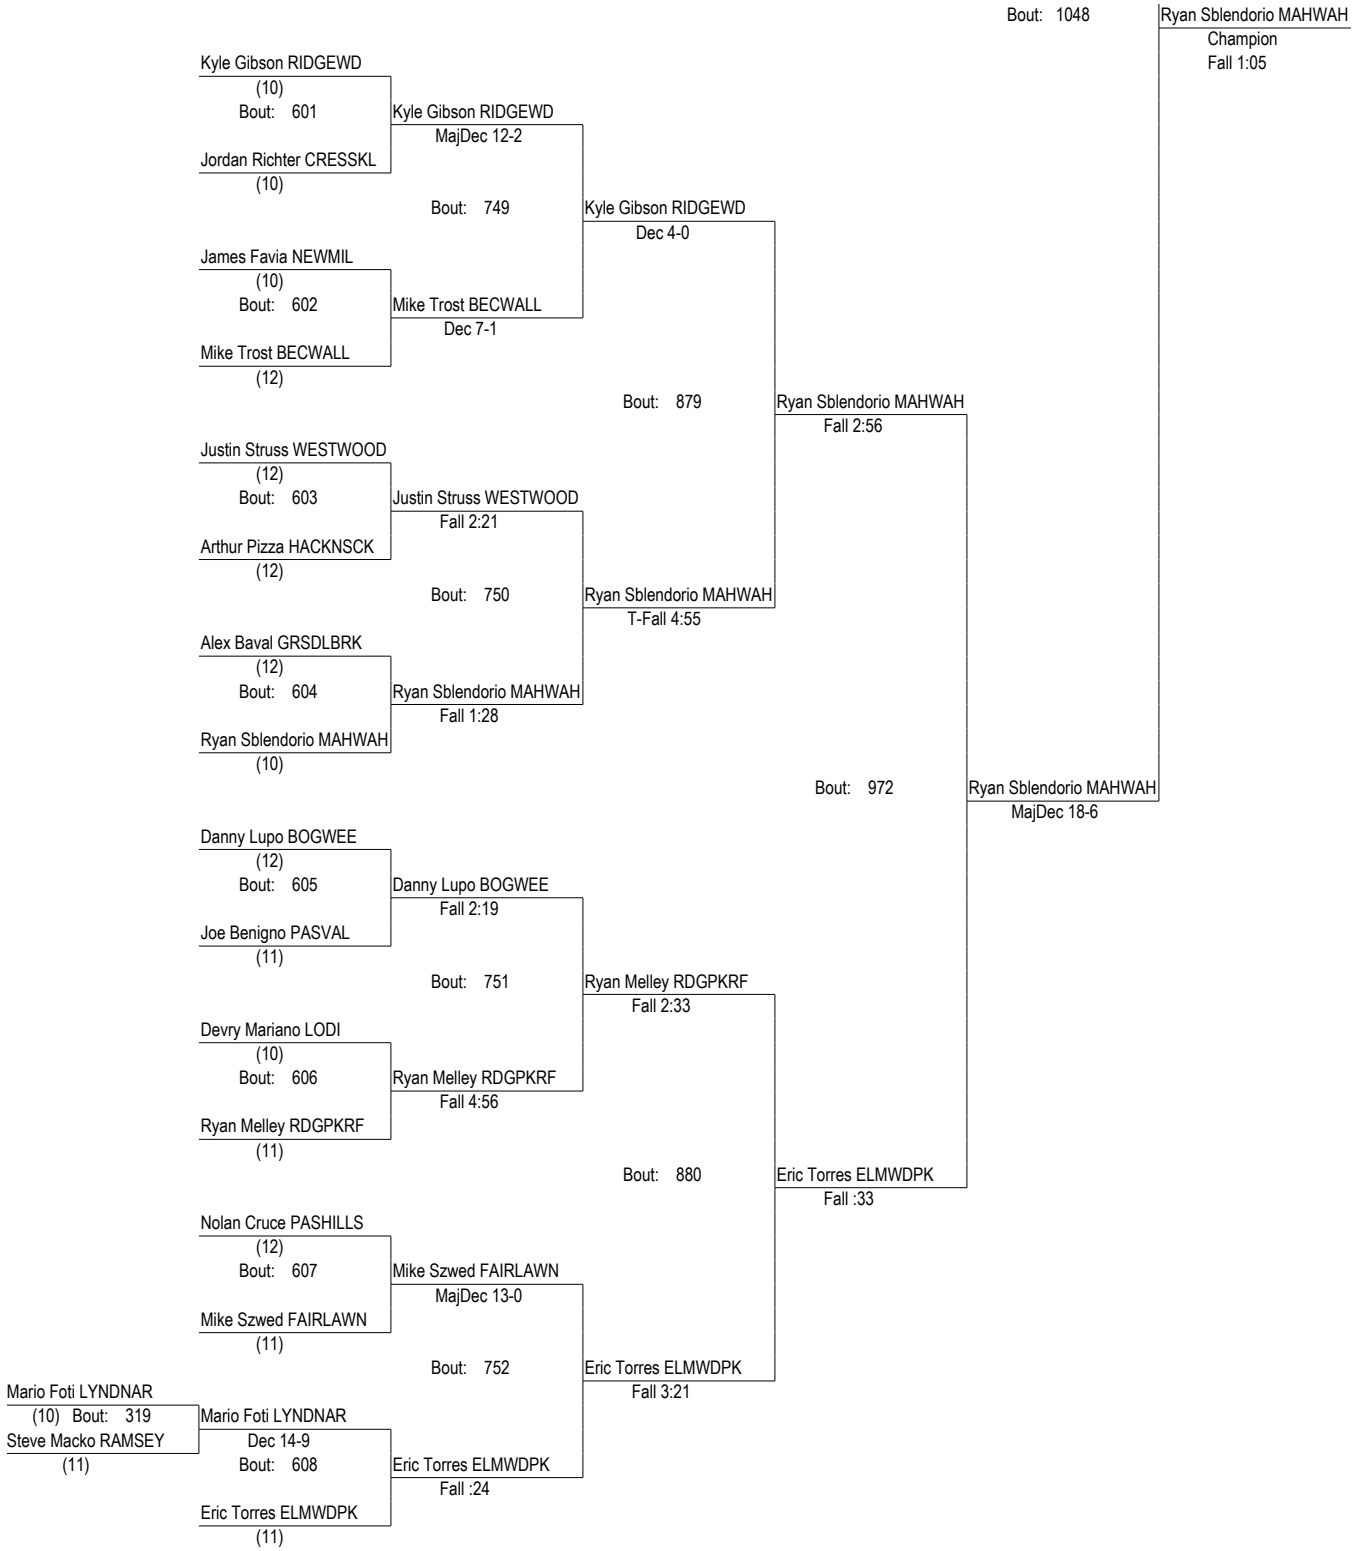 Bout: 1048
Ryan Sblendorio MAHWAH
Champion
Fall 1:05
Kyle Gibson RIDGEWD
(10)
Bout: 601
Kyle Gibson RIDGEWD
MajDec 12-2
Jordan Richter CRESSKL
(10)
Bout: 749
Kyle Gibson RIDGEWD
Dec 4-0
James Favia NEWMIL
(10)
Bout: 602
Mike Trost BECWALL
Dec 7-1
Mike Trost BECWALL
(12)
Bout: 879
Ryan Sblendorio MAHWAH
Fall 2:56
Justin Struss WESTWOOD
(12)
Bout: 603
Justin Struss WESTWOOD
Fall 2:21
Arthur Pizza HACKNSCK
(12)
Bout: 750
Ryan Sblendorio MAHWAH
T-Fall 4:55
Alex Baval GRSDLBRK
(12)
Bout: 604
Ryan Sblendorio MAHWAH
Fall 1:28
Ryan Sblendorio MAHWAH
(10)
Bout: 972
Ryan Sblendorio MAHWAH
MajDec 18-6
Danny Lupo BOGWEE
(12)
Bout: 605
Danny Lupo BOGWEE
Fall 2:19
Joe Benigno PASVAL
(11)
Bout: 751
Ryan Melley RDGPKRF
Fall 2:33
Devry Mariano LODI
(10)
Bout: 606
Ryan Melley RDGPKRF
Fall 4:56
Ryan Melley RDGPKRF
(11)
Bout: 880
Eric Torres ELMWDPK
Fall :33
Nolan Cruce PASHILLS
(12)
Bout: 607
Mike Szwed FAIRLAWN
MajDec 13-0
Mike Szwed FAIRLAWN
(11)
Bout: 752
Eric Torres ELMWDPK
Fall 3:21
Mario Foti LYNDNAR
(10) Bout: 319
Mario Foti LYNDNAR
Steve Macko RAMSEY
Dec 14-9
(11)
Bout: 608
Eric Torres ELMWDPK
Fall :24
Eric Torres ELMWDPK
(11)